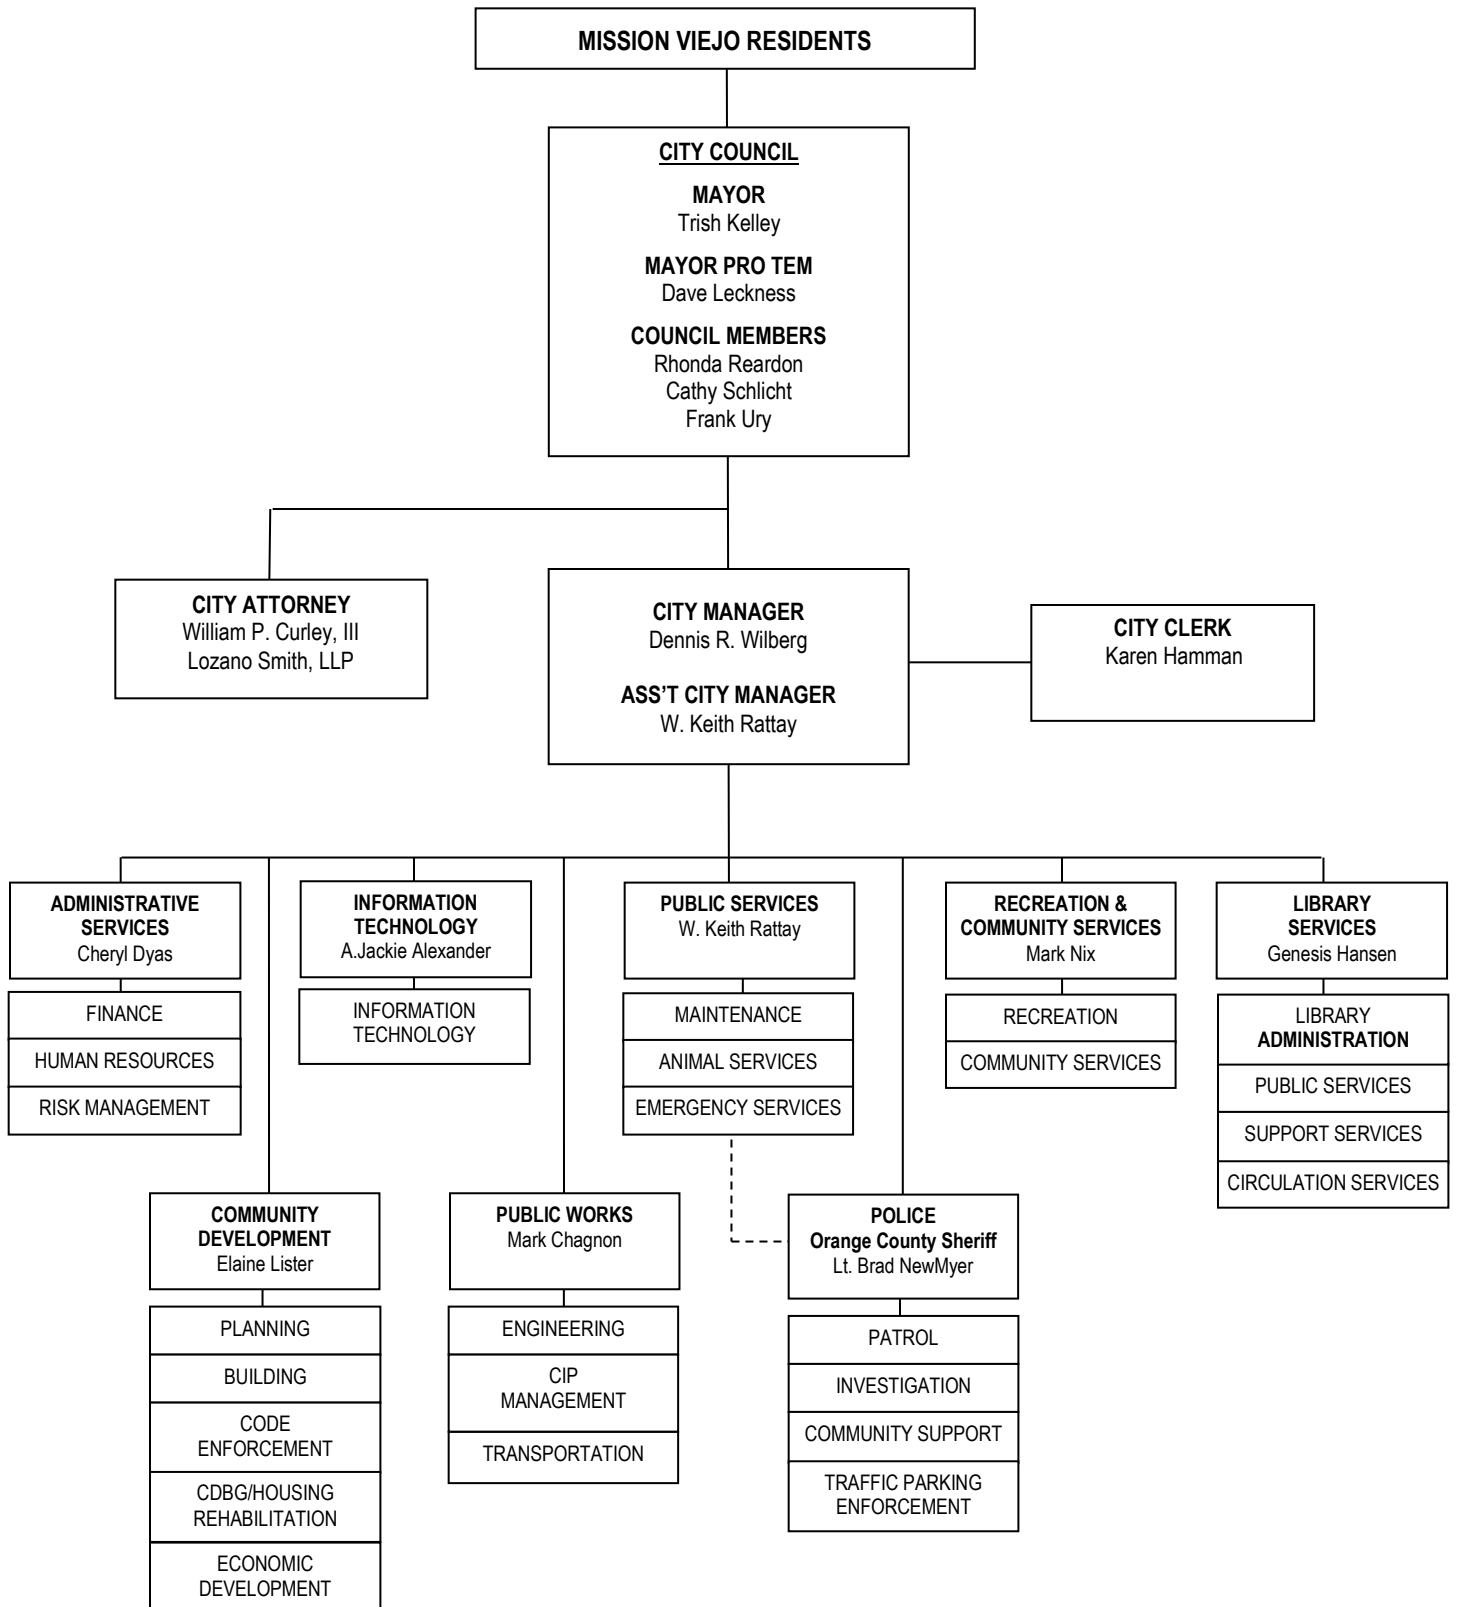 MISSION VIEJO RESIDENTS
CITY COUNCIL
MAYOR
Trish Kelley
MAYOR PRO TEM
Dave Leckness
COUNCIL MEMBERS
Rhonda Reardon
Cathy Schlicht
Frank Ury
CITY ATTORNEY
William P. Curley, III
Lozano Smith, LLP
CITY MANAGER
Dennis R. Wilberg
ASS'T CITY MANAGER
W. Keith Rattay
CITY CLERK
Karen Hamman
ADMINISTRATIVE
SERVICES
Cheryl Dyas
FINANCE
HUMAN RESOURCES
RISK MANAGEMENT
INFORMATION
TECHNOLOGY
A.Jackie Alexander
INFORMATION
TECHNOLOGY
PUBLIC SERVICES
W. Keith Rattay
MAINTENANCE
ANIMAL SERVICES
EMERGENCY SERVICES
RECREATION &
COMMUNITY SERVICES
Mark Nix
RECREATION
COMMUNITY SERVICES
LIBRARY
SERVICES
Genesis Hansen
LIBRARY
ADMINISTRATION
PUBLIC SERVICES
SUPPORT SERVICES
CIRCULATION SERVICES
COMMUNITY
DEVELOPMENT
Elaine Lister
PLANNING
BUILDING
CODE
ENFORCEMENT
CDBG/HOUSING
REHABILITATION
ECONOMIC
DEVELOPMENT
PUBLIC WORKS
Mark Chagnon
ENGINEERING
CIP
MANAGEMENT
TRANSPORTATION
POLICE
Orange County Sheriff
Lt. Brad NewMyer
PATROL
INVESTIGATION
COMMUNITY SUPPORT
TRAFFIC PARKING
ENFORCEMENT